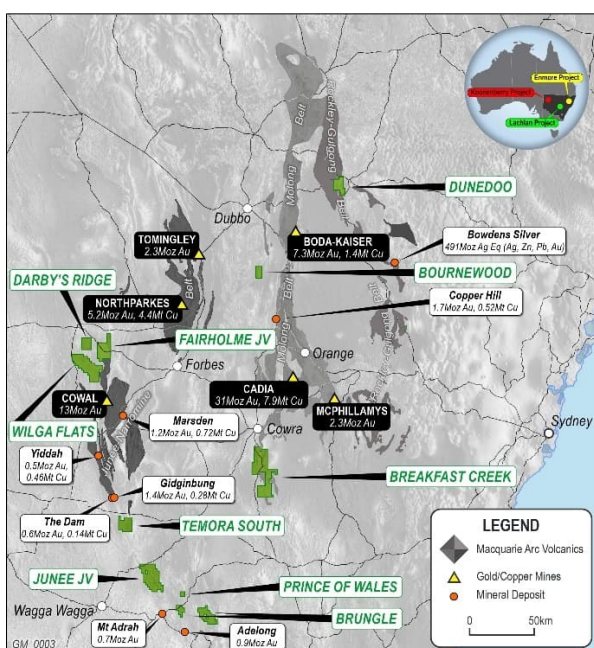 Enmore Project
Koonenberry Project
Lachlan Project
Belt
Rockley-Gulgong
Belt
Molong
DUNEDOO
Dubbo
TOMINGLEY
2.3Moz Au
BODA-KAISER
7.3Moz Au, 1.4Mt Cu
Bowdens Silver
491Moz Ag Eq (Ag, Zn, Pb, Au)
BOURNEWOOD
DARBY'S RIDGE
Belt
NORTHPARKES
5.2Moz Au, 4.4Mt Cu
Belt
Copper Hill
1.7Moz Au, 0.52Mt Cu
FAIRHOLME JV
Molong
Orange
Forbes
CADIA
31Moz Au, 7.9Mt Cu
COWAL
13Moz Au
MCPHILLAMYS
2.3Moz Au
Sydney
WILGA FLATS
Marsden
1.2Moz Au, 0.72Mt Cu
Cowra
Yiddah
0.5Moz Au,
0.46Mt Cu
Gidginbung
1.4Moz Au, 0.28Mt Cu
BREAKFAST CREEK
The Dam
0.6Moz Au, 0.14Mt Cu
TEMORA SOUTH
LEGEND
Macquarie Arc Volcanics
Gold/Copper Mines
Mineral Deposit
0 50km
JUNEE JV
PRINCE OF WALES
Wagga Wagga
BRUNGLE
Mt Adrah
0.7Moz Au
Adelong
0.9Moz Au
GM_0003